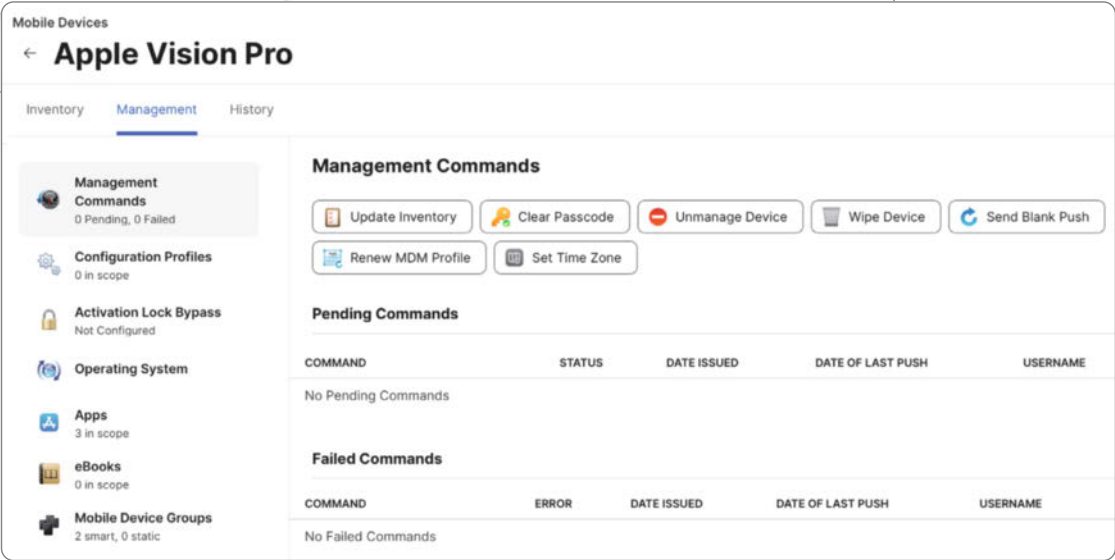 Mobile Devices
← Apple Vision Pro
Inventory Management History
Management
Commands
0 Pending, 0 Failed
Configuration Profiles
0 in scope
Activation Lock Bypass
Not Configured
Operating System
Apps
3 in scope
eBooks
0 in scope
Mobile Device Groups
2 smart, 0 static
Management Commands
Update Inventory Clear Passcode Unmanage Device Wipe Device Send Blank Push
Renew MDM Profile Set Time Zone
Pending Commands
COMMAND STATUS DATE ISSUED DATE OF LAST PUSH USERNAME
No Pending Commands
Failed Commands
COMMAND ERROR DATE ISSUED DATE OF LAST PUSH USERNAME
No Failed Commands